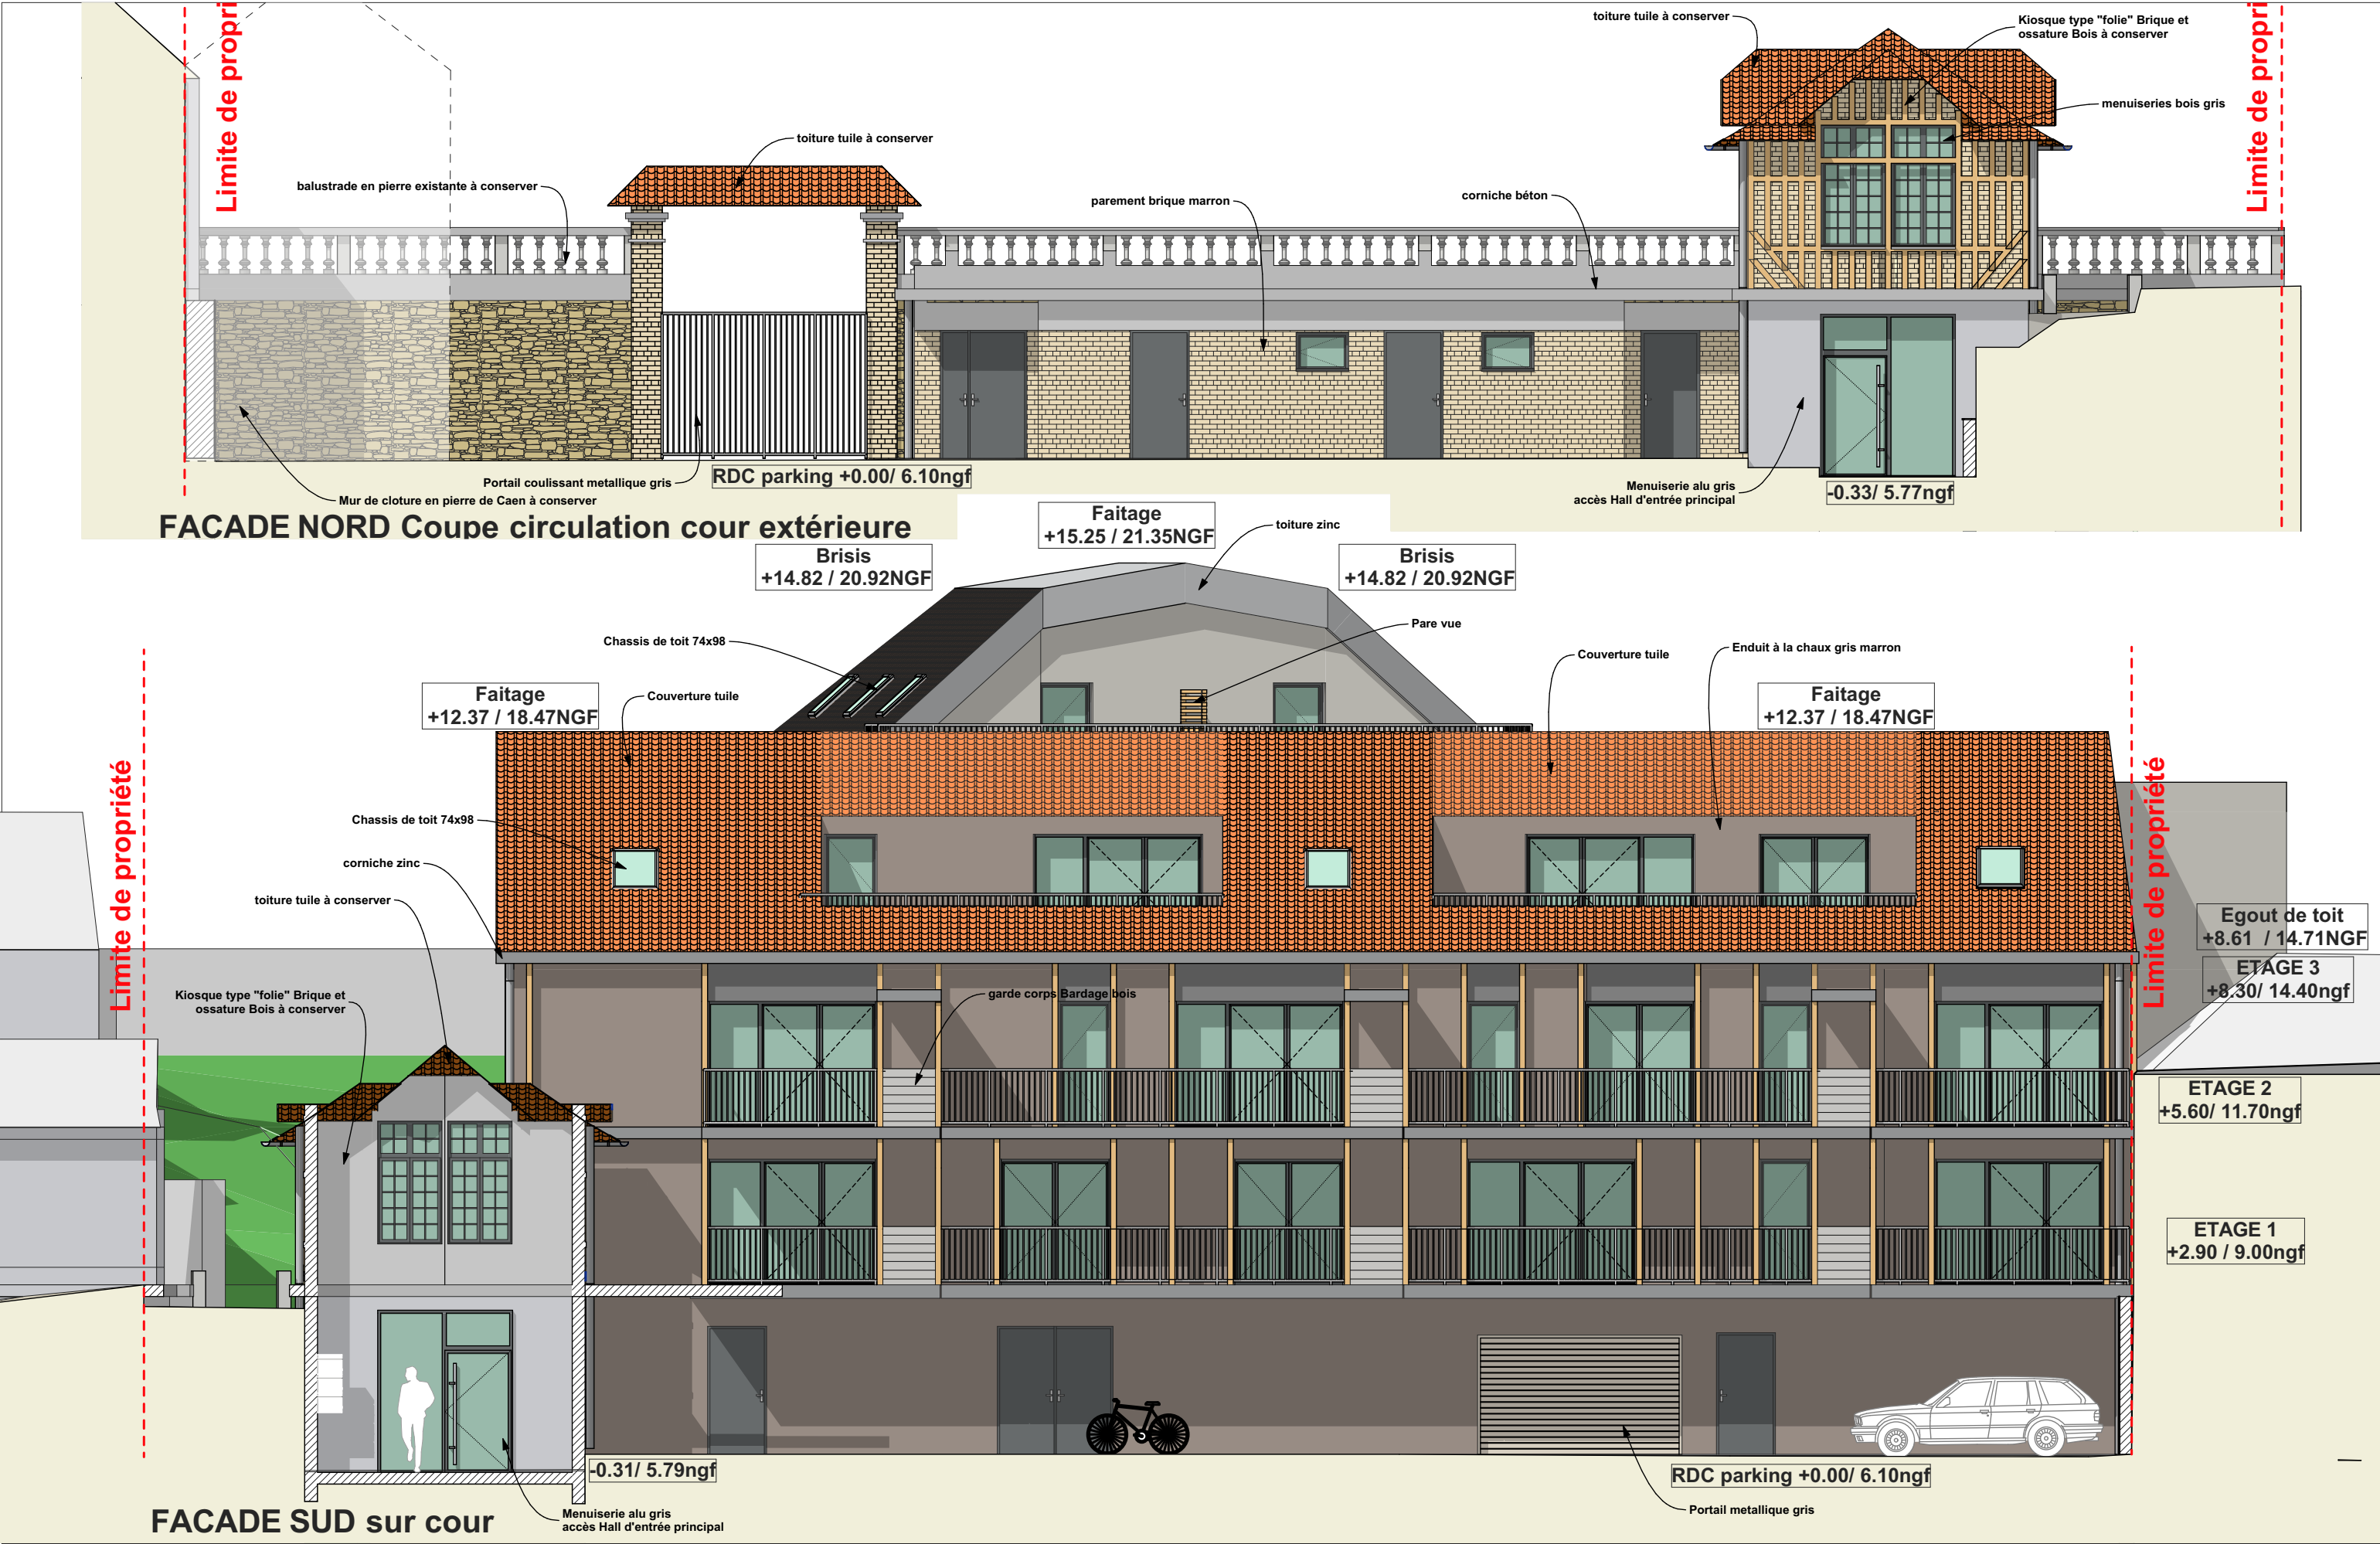 Limite de propri
toiture tuile à conserver
Kiosque type "folie" Brique et
ossature Bois à conserver
Limite de propri
menuiseries bois gris
toiture tuile à conserver
balustrade en pierre existante à conserver
parement brique marron
corniche béton
Portail coulissant metallique gris
RDC parking +0.00/ 6.10ngf
Mur de cloture en pierre de Caen à conserver
Menuiserie alu gris
accès Hall d'entrée principal
-0.33/ 5.77ngf
FACADE NORD Coupe circulation cour extérieure
Faitage
+15.25 / 21.35NGF
toiture zinc
Brisis
+14.82 / 20.92NGF
Brisis
+14.82 / 20.92NGF
Chassis de toit 74x98
Pare vue
Couverture tuile
Enduit à la chaux gris marron
Faitage
+12.37 / 18.47NGF
Couverture tuile
Faitage
+12.37 / 18.47NGF
Limite de propriété
Limite de propriété
Chassis de toit 74x98
corniche zinc
toiture tuile à conserver
Egout de toit
+8.61 / 14.71NGF
ETAGE 3
+8.30/ 14.40ngf
Kiosque type "folie" Brique et
ossature Bois à conserver
garde corps Bardage bois
ETAGE 2
+5.60/ 11.70ngf
ETAGE 1
+2.90 / 9.00ngf
-0.31/ 5.79ngf
RDC parking +0.00/ 6.10ngf
Portail metallique gris
FACADE SUD sur cour
Menuiserie alu gris
accès Hall d'entrée principal